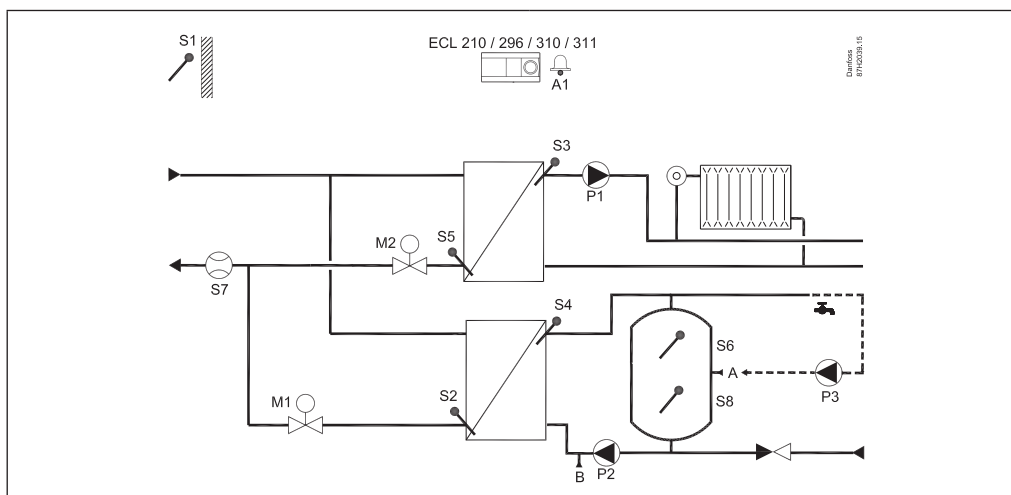 S1
ECL 210 / 296 / 310 / 311
A1
Danfoss
87H2039.15
S3
P1
M2
S5
S7
S4
S6
A
S8
P3
M1
S2
B
P2